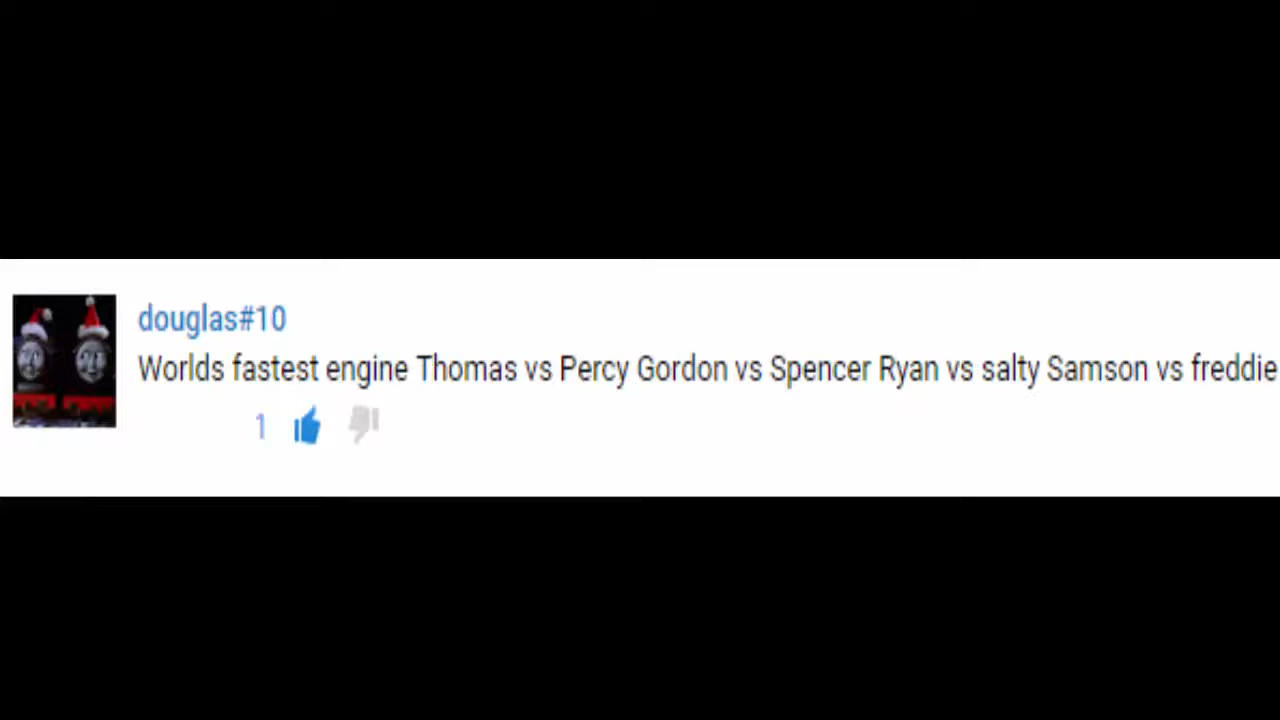 douglas#10
Worlds fastest engine Thomas vs Percy Gordon vs Spencer Ryan vs salty Samson vs freddie
1